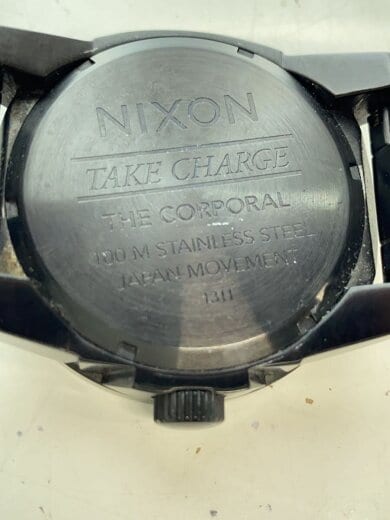 NIXON
TAKE CHARGE
THE CORPORAL
100 M STAINLESS STEEL
JAPAN MOVEMENT
1311